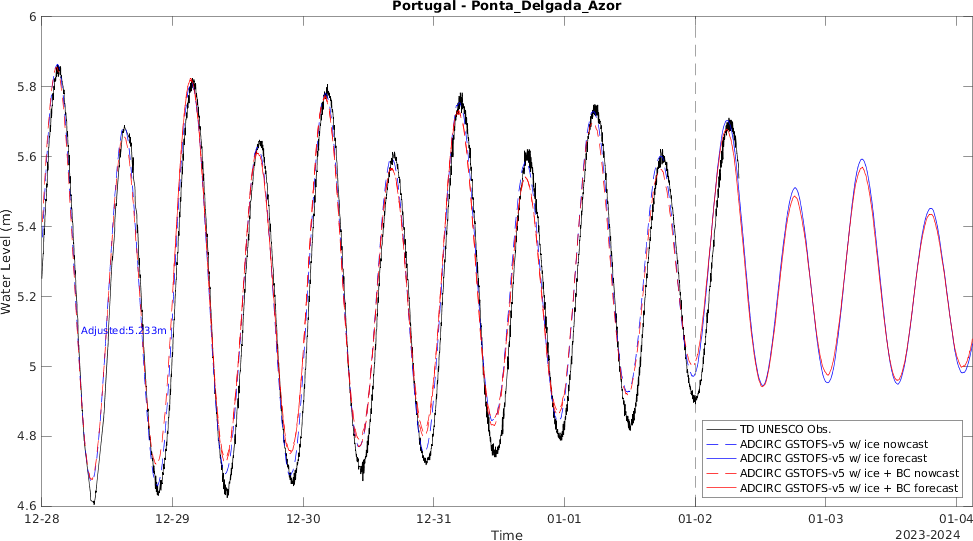 Portugal - Ponta_Delgada_Azor
6
5.8
5.6
5.4
5.2
5
4.8
4.6
Water Level (m)
Adjusted:5.233m
TD UNESCO Obs.
ADCIRC GSTOFS-v5 w/ ice nowcast
ADCIRC GSTOFS-v5 w/ ice forecast
ADCIRC GSTOFS-v5 w/ ice + BC nowcast
ADCIRC GSTOFS-v5 w/ ice + BC forecast
12-28
12-29
12-30
12-31
01-01
01-02
01-03
01-04
Time
2023-2024